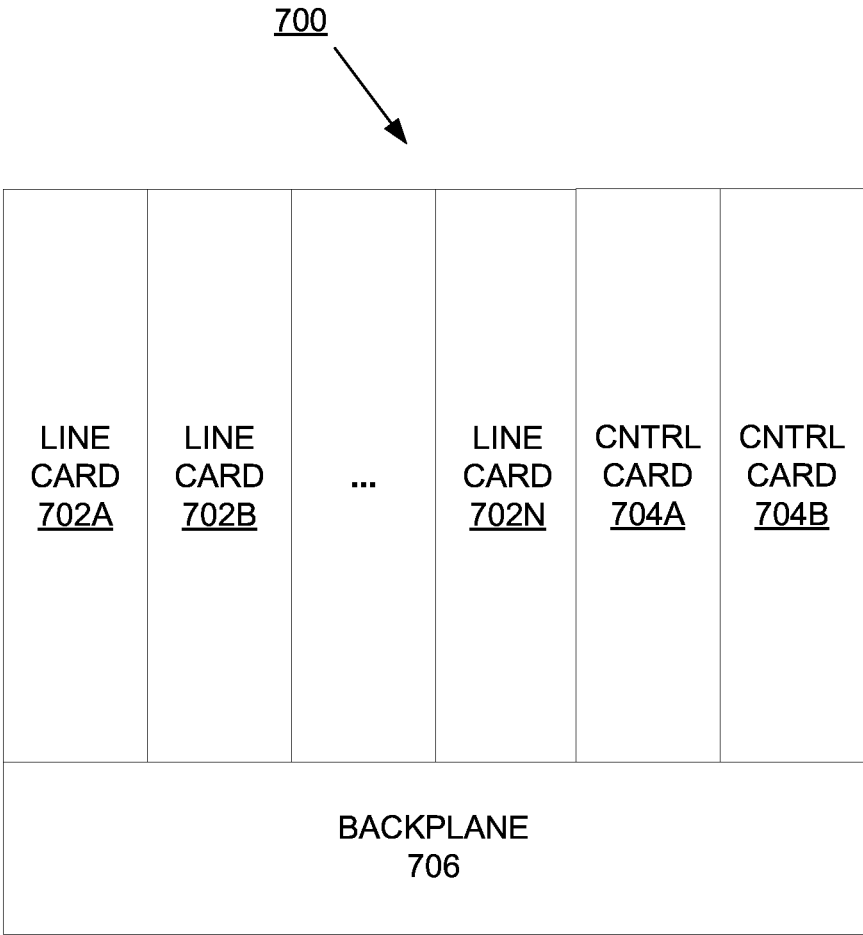 700
LINE
CARD
702A
LINE
CARD
702B
...
LINE
CARD
702N
CNTRL
CARD
704A
CNTRL
CARD
704B
BACKPLANE
706